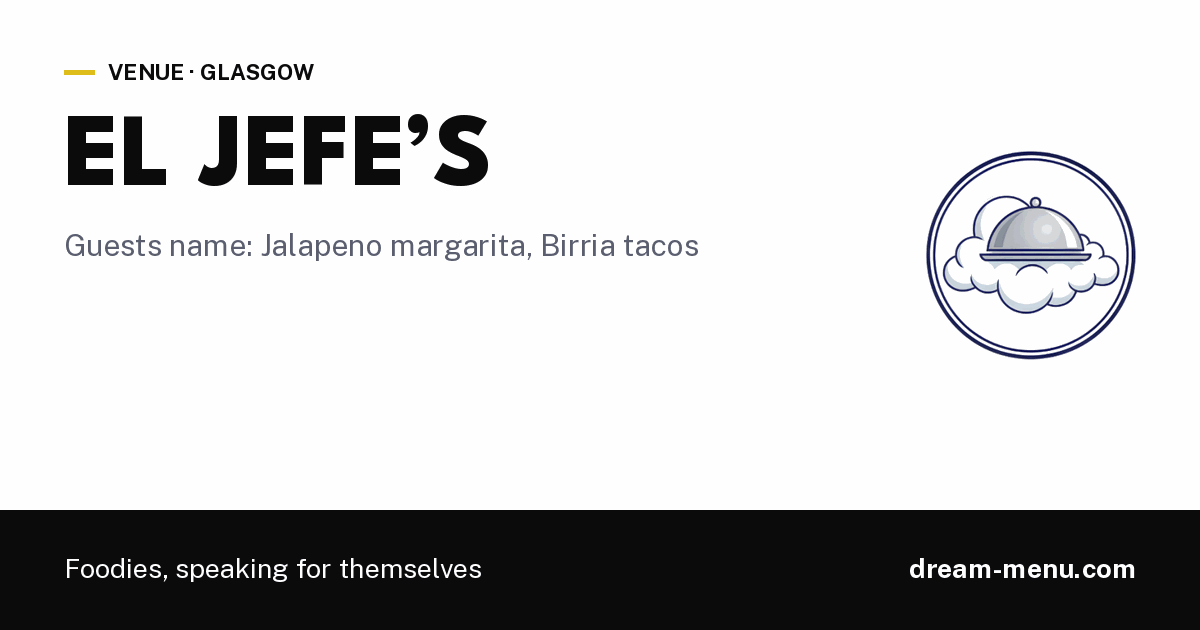 VENUE · GLASGOW
EL JEFE’S
Guests name: Jalapeno margarita, Birria tacos
Foodies, speaking for themselves
dream-menu.com